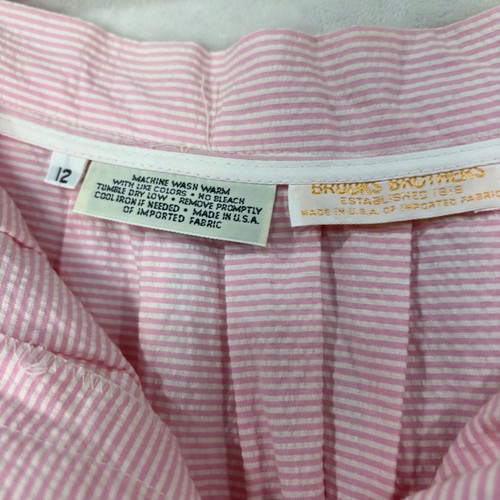 12
MACHINE WASH WARM
WITH LIKE COLORS • NO BLEACH
TUMBLE DRY LOW • REMOVE PROMPTLY
COOL IRON IF NEEDED • MADE IN U.S.A.
OF IMPORTED FABRIC
BROOKS BROTHERS
ESTABLISHED 1818
MADE IN U.S.A. OF IMPORTED FABRIC